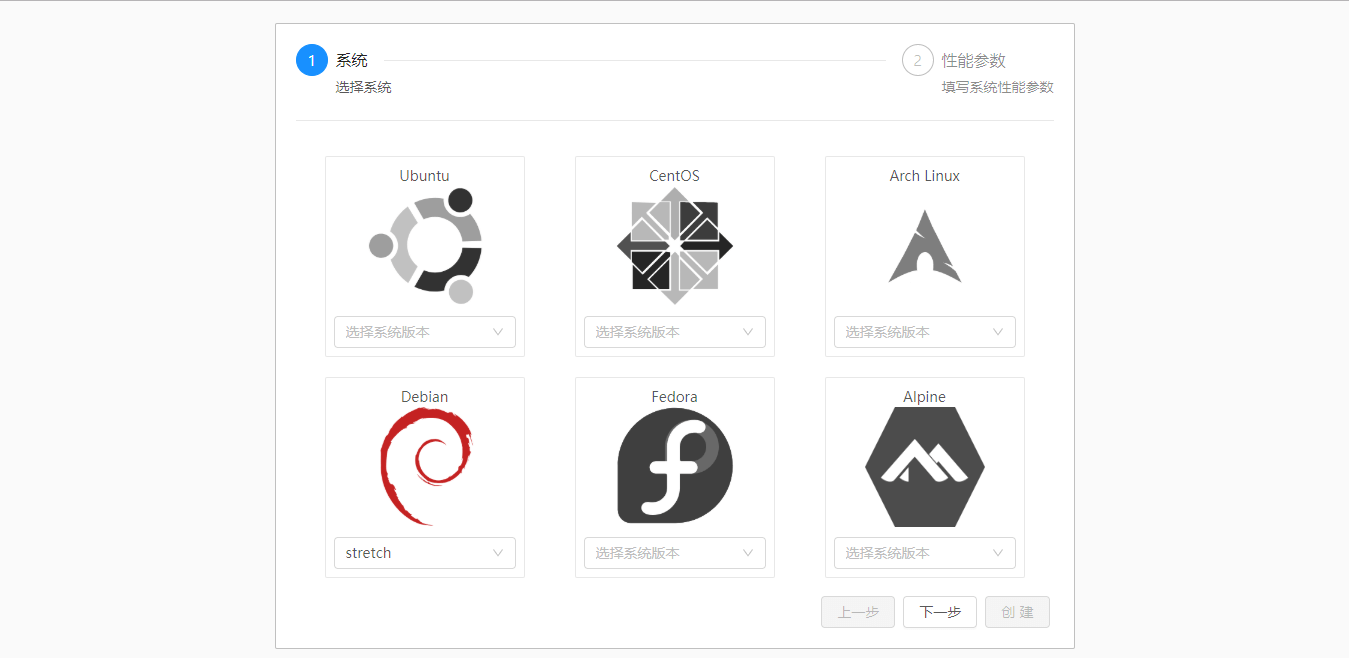 1 系统
2 性能参数
选择系统
填写系统性能参数
Ubuntu
CentOS
Arch Linux
选择系统版本
选择系统版本
选择系统版本
Debian
Fedora
Alpine
stretch
选择系统版本
选择系统版本
上一步
下一步
创 建